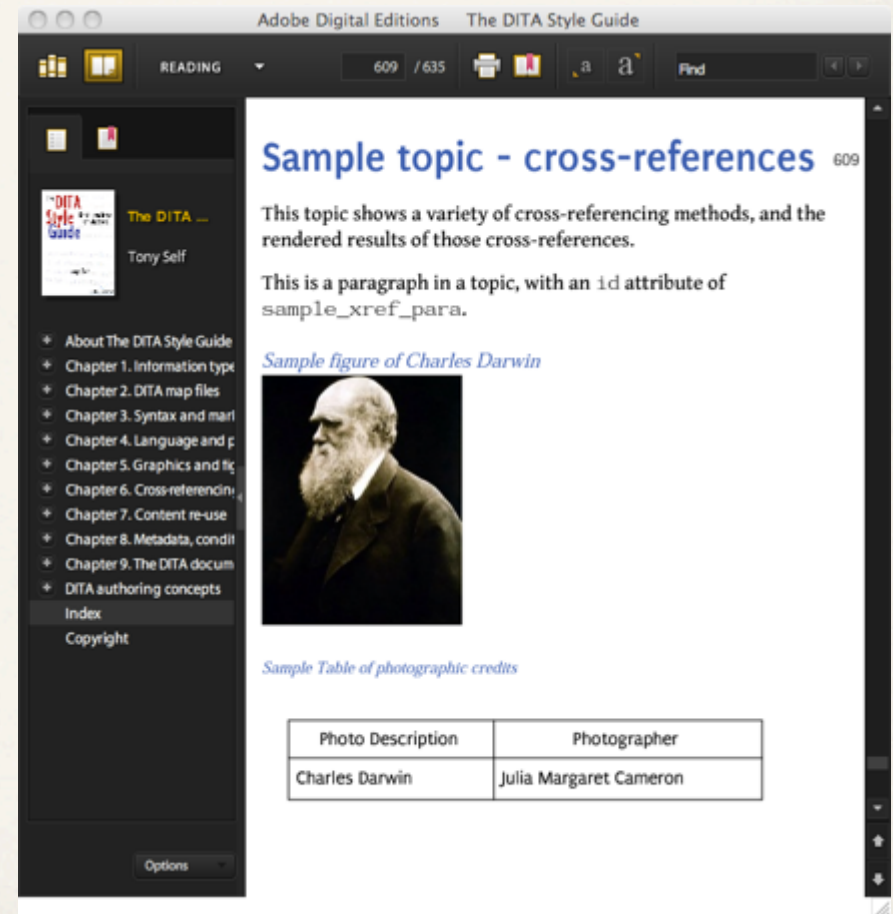 Adobe Digital Editions The DITA Style Guide
READING
609 / 635
a a
Find
The DITA ...
Tony Self
DITA
Style
Guide
About The DITA Style Guide
Chapter 1. Information type
Chapter 2. DITA map files
Chapter 3. Syntax and mar
Chapter 4. Language and p
Chapter 5. Graphics and fig
Chapter 6. Cross-referencin
Chapter 7. Content re-use
Chapter 8. Metadata, condit
Chapter 9. The DITA docum
DITA authoring concepts
Index
Copyright
Options
Sample topic - cross-references 609
This topic shows a variety of cross-referencing methods, and the
rendered results of those cross-references.
This is a paragraph in a topic, with an id attribute of
sample_xref_para.
Sample figure of Charles Darwin
Sample Table of photographic credits
Photo Description Photographer
Charles Darwin Julia Margaret Cameron